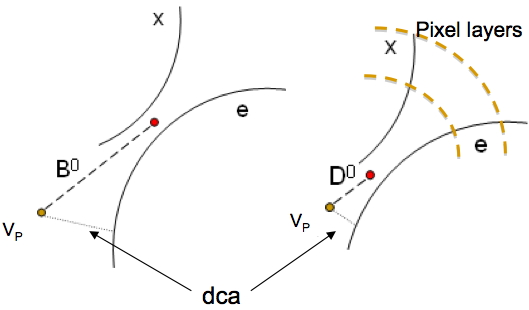 x
e
B⁰
Vₚ
Pixel layers
x
e
D⁰
Vₚ
dca